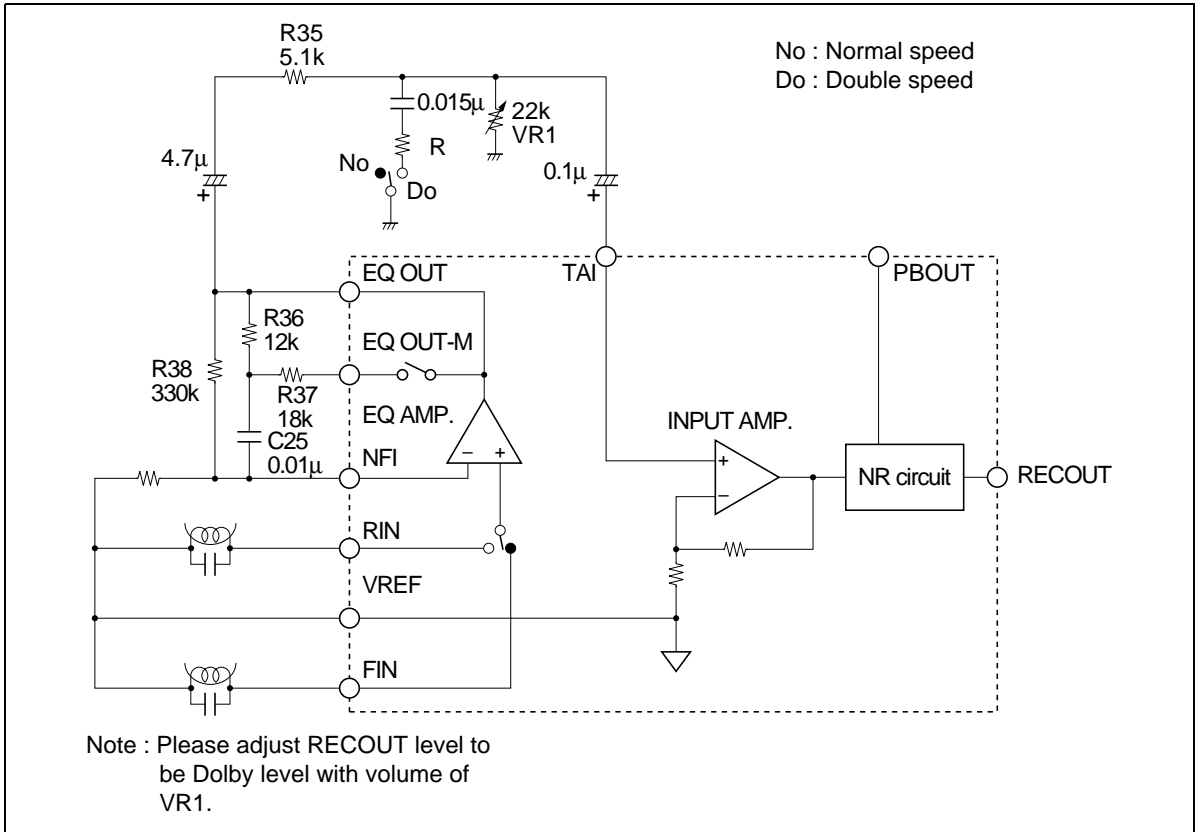 R35
5.1k
No : Normal speed
Do : Double speed
0.015μ
22k
VR1
R
4.7μ
No
Do
0.1μ
+
+
EQ OUT
TAI
PBOUT
R36
12k
EQ OUT-M
R38
330k
R37
18k
EQ AMP.
C25
0.01μ
INPUT AMP.
NFI
− +
+
−
NR circuit
RECOUT
RIN
VREF
FIN
Note : Please adjust RECOUT level to
be Dolby level with volume of
VR1.